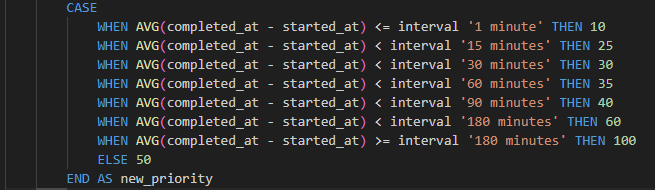 CASE
WHEN AVG(completed_at - started_at) <= interval '1 minute' THEN 10
WHEN AVG(completed_at - started_at) < interval '15 minutes' THEN 25
WHEN AVG(completed_at - started_at) < interval '30 minutes' THEN 30
WHEN AVG(completed_at - started_at) < interval '60 minutes' THEN 35
WHEN AVG(completed_at - started_at) < interval '90 minutes' THEN 40
WHEN AVG(completed_at - started_at) < interval '180 minutes' THEN 60
WHEN AVG(completed_at - started_at) >= interval '180 minutes' THEN 100
ELSE 50
END AS new_priority